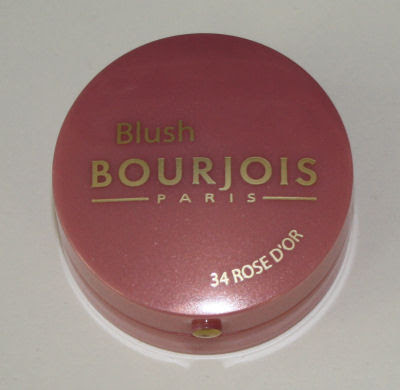 Blush
BOURJOIS
PARIS
34 ROSE D'OR